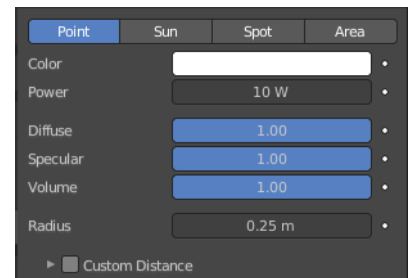 Point Sun Spot Area
Color
Power 10 W
Diffuse 1.00
Specular 1.00
Volume 1.00
Radius 0.25 m
Custom Distance